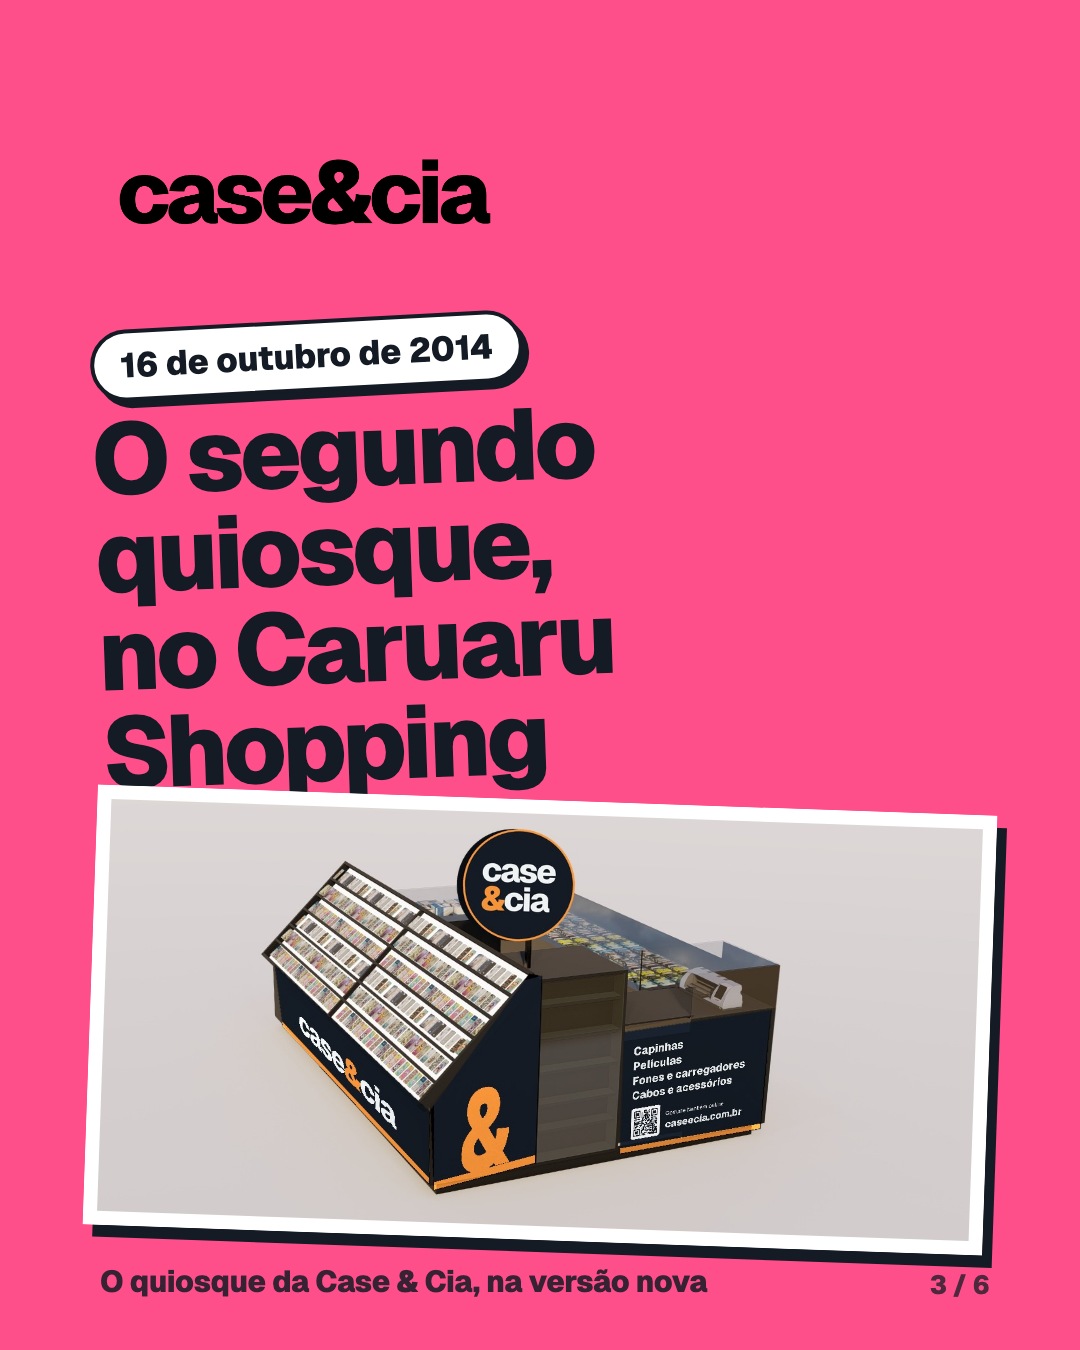 case&cia
16 de outubro de 2014
O segundo
quiosque,
no Caruaru
Shopping
case
&cia
case&cia
&
Capinhas
Películas
Fones e carregadores
Cabos e acessórios
caseecia.com.br
O quiosque da Case & Cia, na versão nova
3 / 6